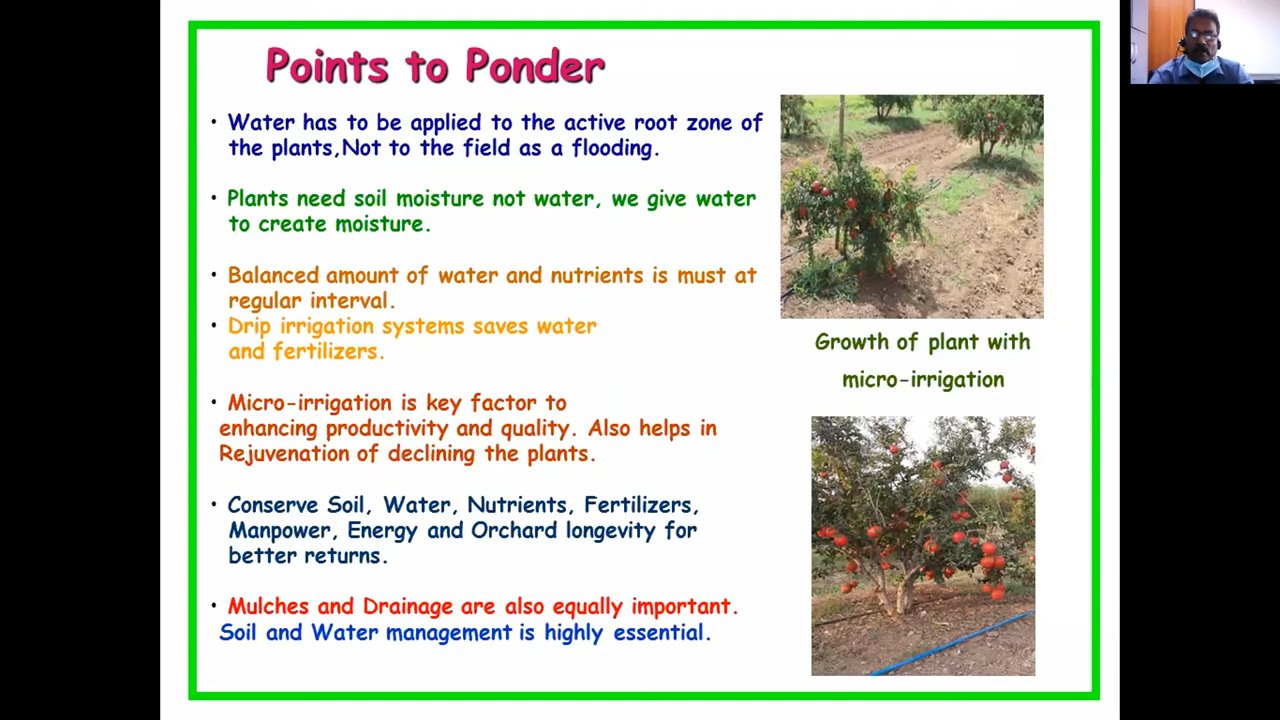 Points to Ponder
• Water has to be applied to the active root zone of
the plants,Not to the field as a flooding.
• Plants need soil moisture not water, we give water
to create moisture.
• Balanced amount of water and nutrients is must at
regular interval.
• Drip irrigation systems saves water
and fertilizers.
• Micro-irrigation is key factor to
enhancing productivity and quality. Also helps in
Rejuvenation of declining the plants.
• Conserve Soil, Water, Nutrients, Fertilizers,
Manpower, Energy and Orchard longevity for
better returns.
• Mulches and Drainage are also equally important.
Soil and Water management is highly essential.
Growth of plant with
micro-irrigation